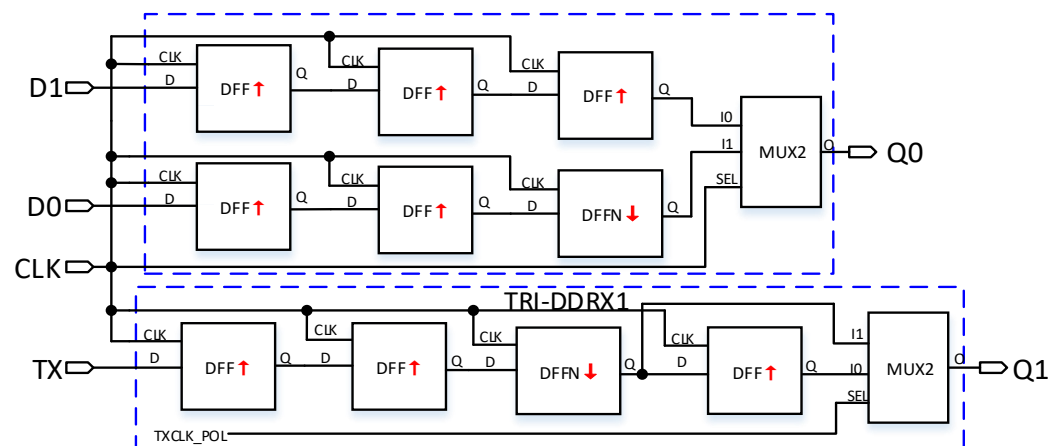 CLK
CLK
CLK
D1
D
DFF
Q
D
DFF
Q
D
DFF
Q
I0
I1
MUX2
O
Q0
SEL
CLK
CLK
CLK
D0
D
DFF
Q
D
DFF
Q
D
DFFN
Q
CLK
TRI-DDRX1
CLK
CLK
CLK
CLK
TX
D
DFF
Q
D
DFF
Q
D
DFFN
Q
D
DFF
Q
I1
I0
MUX2
O
Q1
SEL
TXCLK_POL